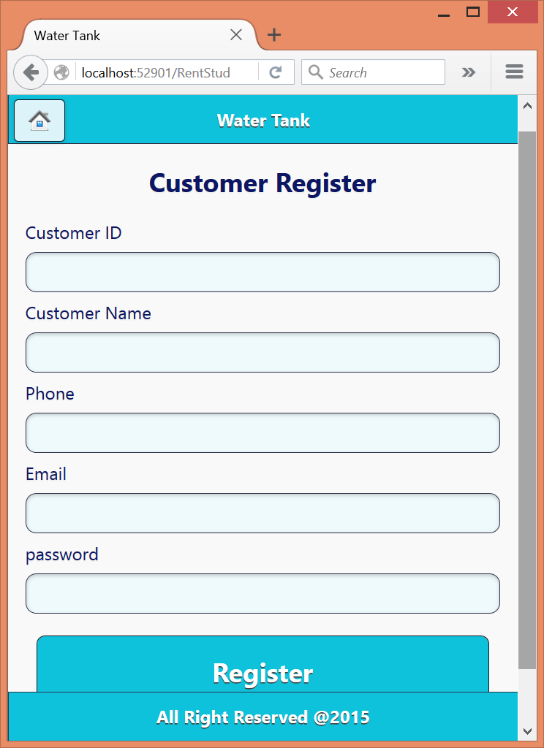 Water Tank
localhost:52901/RentStud
Search
Water Tank
Customer Register
Customer ID
Customer Name
Phone
Email
password
Register
All Right Reserved @2015